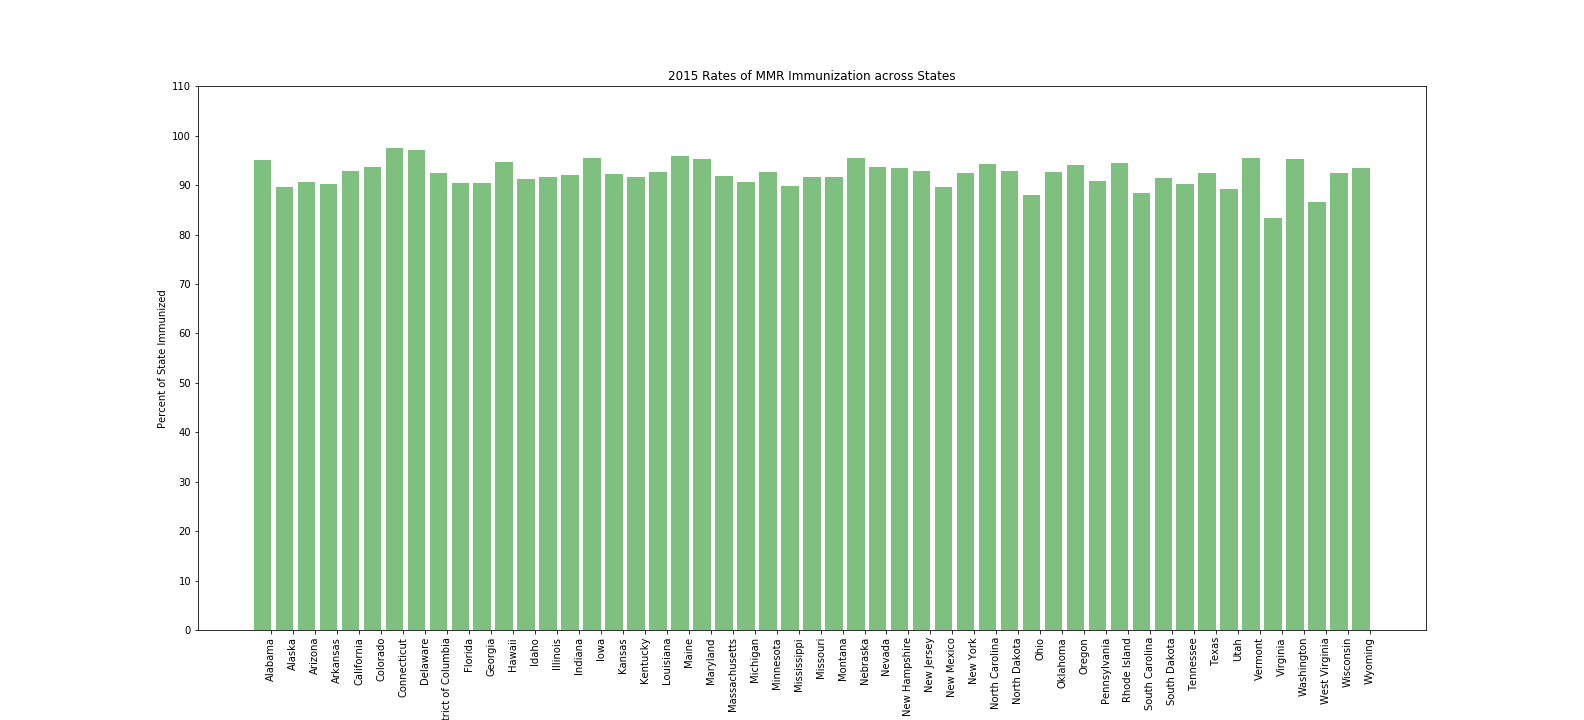 2015 Rates of MMR Immunization across States
Percent of State Immunized
110
100
90
80
70
60
50
40
30
20
10
0
Alabama
Alaska
Arizona
Arkansas
California
Colorado
Connecticut
Delaware
trict of Columbia
Florida
Georgia
Hawaii
Idaho
Illinois
Indiana
Iowa
Kansas
Kentucky
Louisiana
Maine
Maryland
Massachusetts
Michigan
Minnesota
Mississippi
Missouri
Montana
Nebraska
Nevada
New Hampshire
New Jersey
New Mexico
New York
North Carolina
North Dakota
Ohio
Oklahoma
Oregon
Pennsylvania
Rhode Island
South Carolina
South Dakota
Tennessee
Texas
Utah
Vermont
Virginia
Washington
West Virginia
Wisconsin
Wyoming